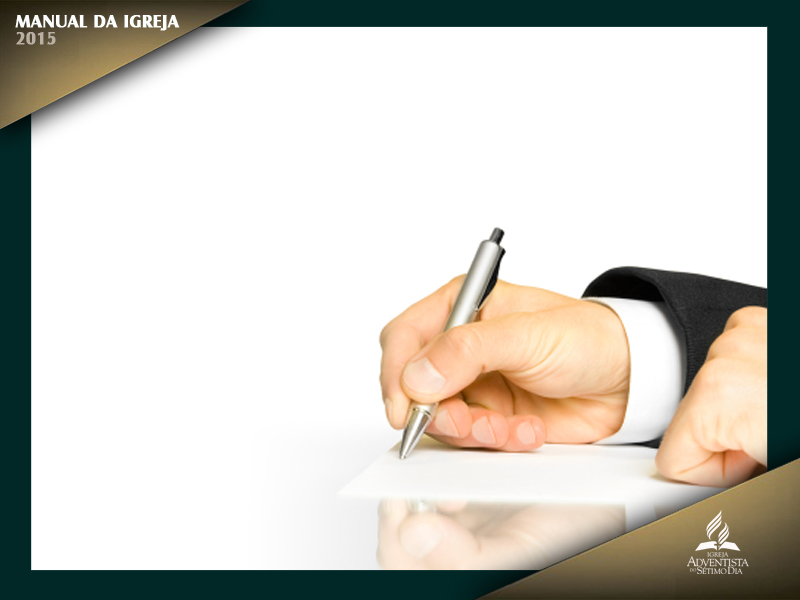 MANUAL DA IGREJA
2015
IGREJA
ADVENTISTA
DO SÉTIMO DIA